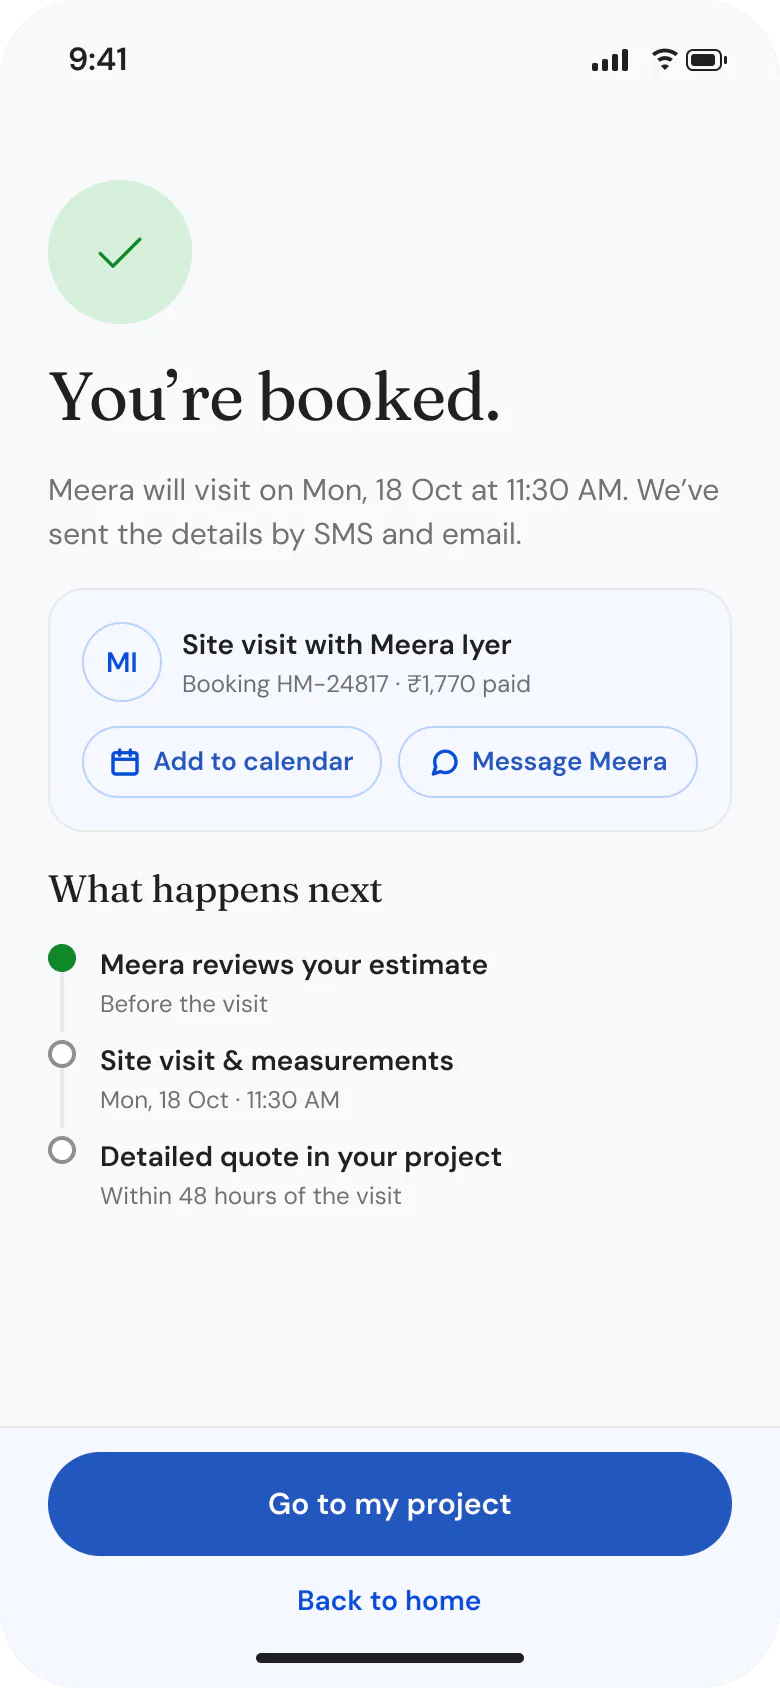 9:41
You’re booked.
Meera will visit on Mon, 18 Oct at 11:30 AM. We’ve
sent the details by SMS and email.
MI
Site visit with Meera Iyer
Booking HM-24817 · ₹1,770 paid
Add to calendar
Message Meera
What happens next
Meera reviews your estimate
Before the visit
Site visit & measurements
Mon, 18 Oct · 11:30 AM
Detailed quote in your project
Within 48 hours of the visit
Go to my project
Back to home